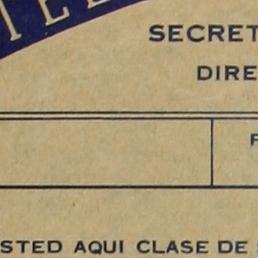 SECRET
DIRE
STED AQUI CLASE DE